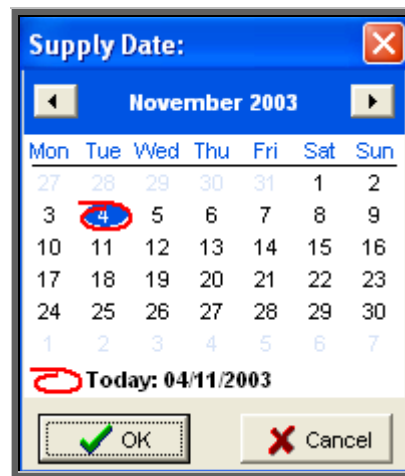 Supply Date:
November 2003
Mon Tue Wed Thu Fri Sat Sun
27 28 29 30 31 1 2
3 4 5 6 7 8 9
10 11 12 13 14 15 16
17 18 19 20 21 22 23
24 25 26 27 28 29 30
1 2 3 4 5 6 7
Today: 04/11/2003
OK Cancel